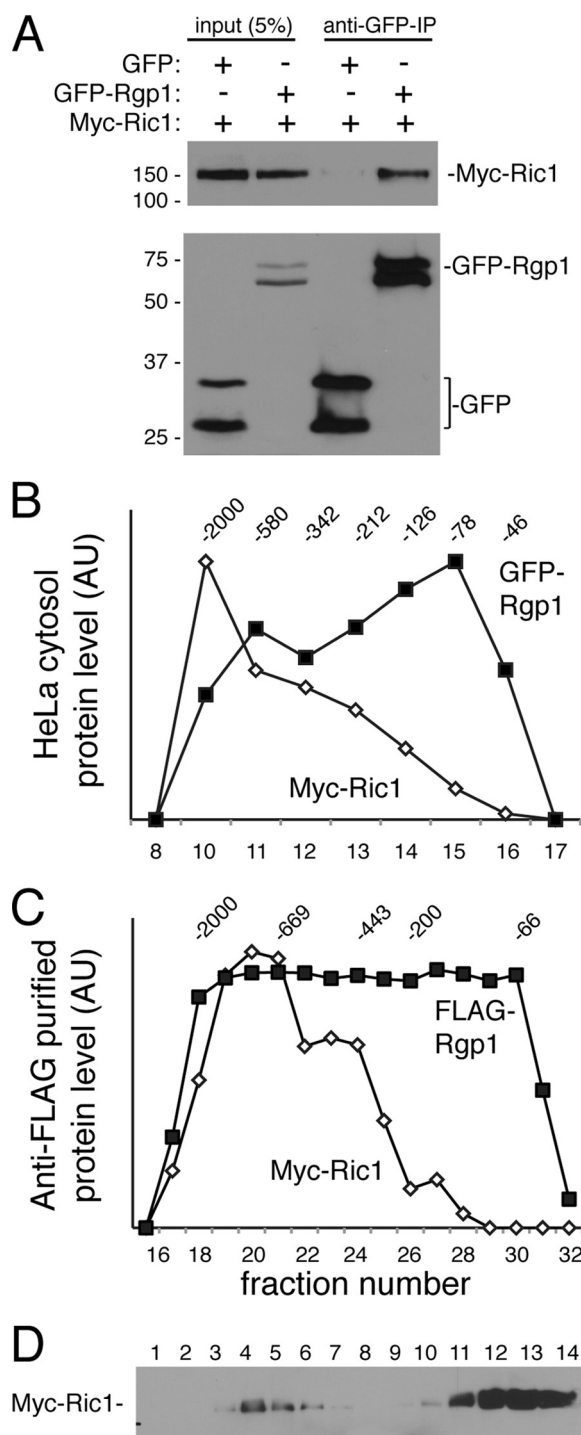 A
input (5%) anti-GFP-IP
GFP: + - + -
GFP-Rgp1: - + - +
Myc-Ric1: + + + +
150 -
-Myc-Ric1
100 -
75 -
-GFP-Rgp1
50 -
37 -
-GFP
25 -
B
-2000 -580 -342 -212 -126 -78 -46
HeLa cytosol
protein level (AU)
GFP-
Rgp1
Myc-Ric1
8 10 11 12 13 14 15 16 17
C
-2000 -669 -443 -200 -66
Anti-FLAG purified
protein level (AU)
FLAG-
Rgp1
Myc-Ric1
16 18 20 22 24 26 28 30 32
fraction number
D
1 2 3 4 5 6 7 8 9 10 11 12 13 14
Myc-Ric1-